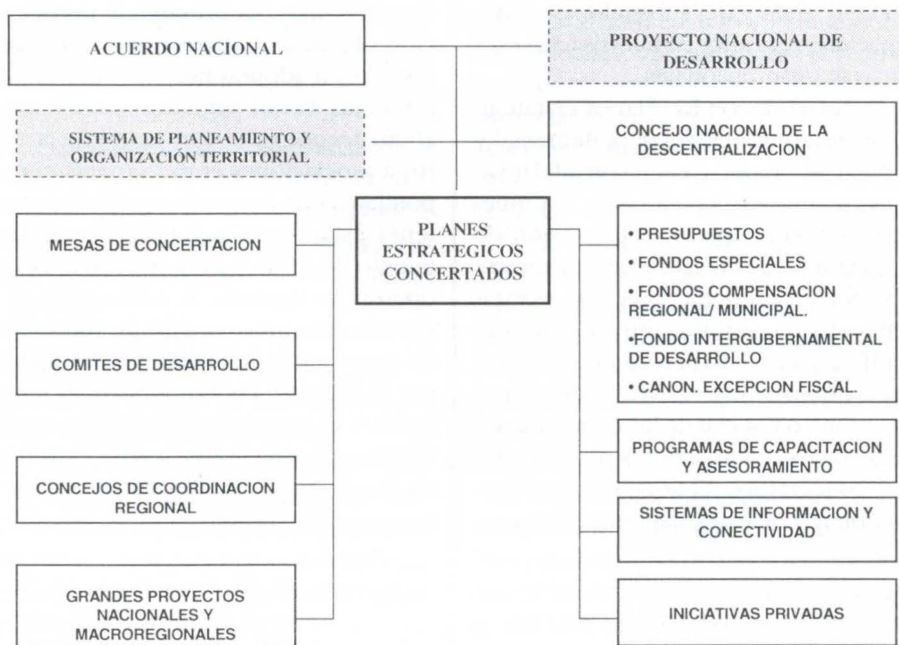 ACUERDO NACIONAL
PROYECTO NACIONAL DE
DESARROLLO
SISTEMA DE PLANEAMIENTO Y
ORGANIZACIÓN TERRITORIAL
CONCEJO NACIONAL DE LA
DESCENTRALIZACION
PLANES
ESTRATEGICOS
CONCERTADOS
MESAS DE CONCERTACION
COMITES DE DESARROLLO
CONCEJOS DE COORDINACION
REGIONAL
GRANDES PROYECTOS
NACIONALES Y
MACROREGIONALES
• PRESUPUESTOS
• FONDOS ESPECIALES
• FONDOS COMPENSACION
REGIONAL/ MUNICIPAL.
•FONDO INTERGUBERNAMENTAL
DE DESARROLLO
• CANON. EXCEPCION FISCAL.
PROGRAMAS DE CAPACITACION
Y ASESORAMIENTO
SISTEMAS DE INFORMACION Y
CONECTIVIDAD
INICIATIVAS PRIVADAS